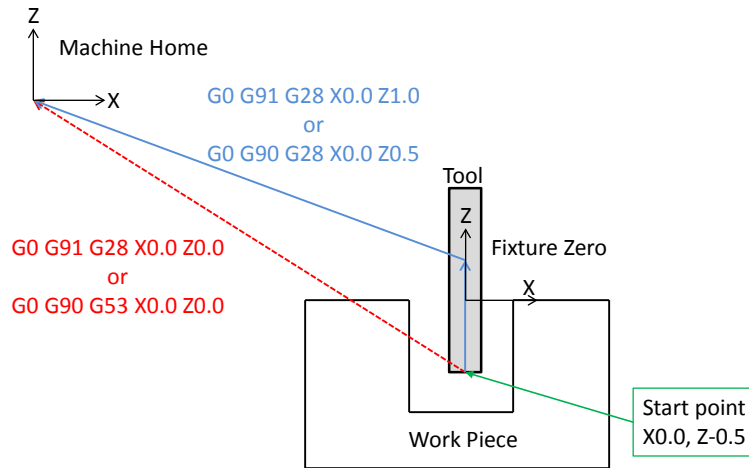 Z
Machine Home
X
G0 G91 G28 X0.0 Z1.0
or
G0 G90 G28 X0.0 Z0.5
Tool
Z
Fixture Zero
X
G0 G91 G28 X0.0 Z0.0
or
G0 G90 G53 X0.0 Z0.0
Start point
X0.0, Z-0.5
Work Piece